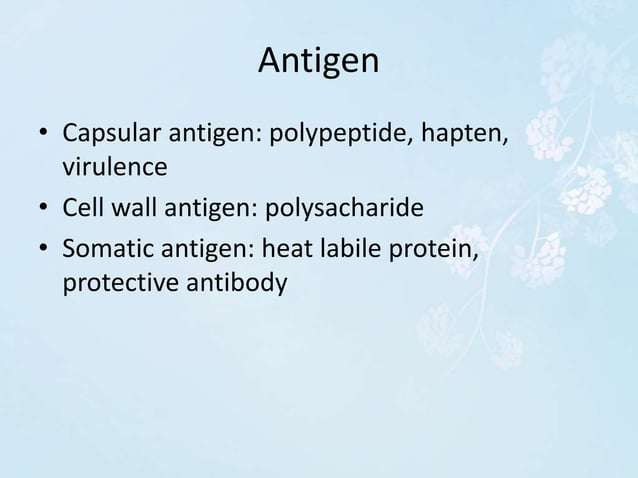 Antigen
• Capsular antigen: polypeptide, hapten,
virulence
• Cell wall antigen: polysacharide
• Somatic antigen: heat labile protein,
protective antibody